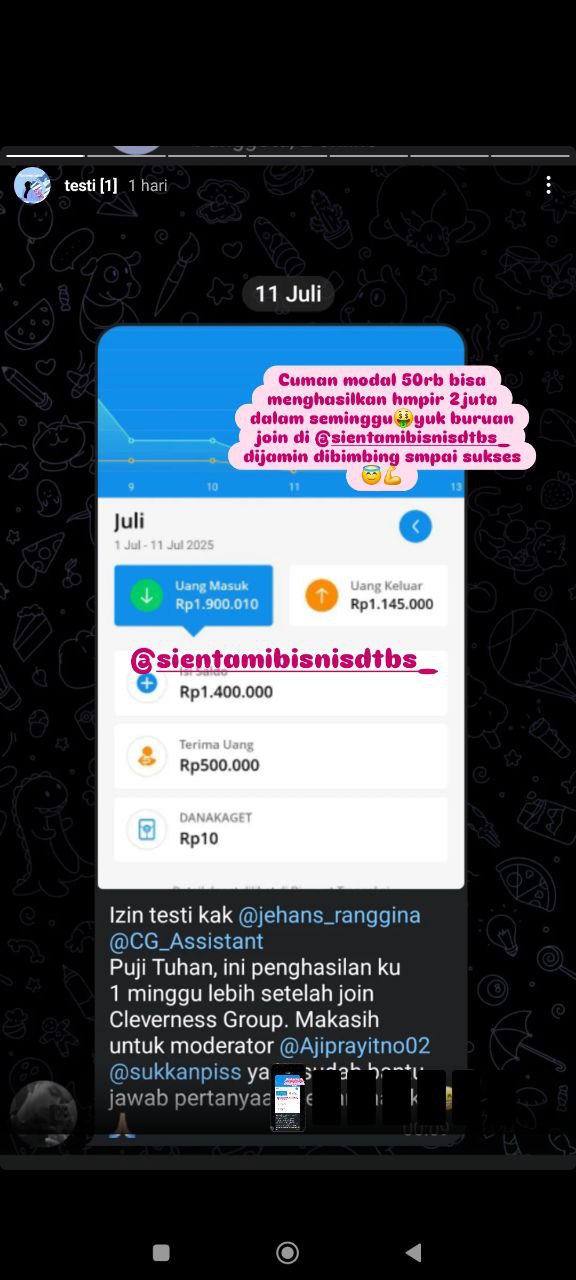 testi [1] 1 hari
11 Juli
Cuman modal 50rb bisa
menghasilkan hmpir 2juta
dalam seminggu🤑yuk buruan
join di @sientamibisnisdtbs_
dijamin dibimbing smpai sukses
😇💪
9 10 11 13
Juli
1 Jul - 11 Jul 2025
Uang Masuk
Rp1.900.010
Uang Keluar
Rp1.145.000
@sientamibisnisdtbs_
Isi Saldo
Rp1.400.000
Terima Uang
Rp500.000
DANAKAGET
Rp10
Izin testi kak @jehans_ranggina
@CG_Assistant
Puji Tuhan, ini penghasilan ku
1 minggu lebih setelah join
Cleverness Group. Makasih
untuk moderator @Ajiprayitno02
@sukkanpiss sudah bantu
jawab
🙏🏻